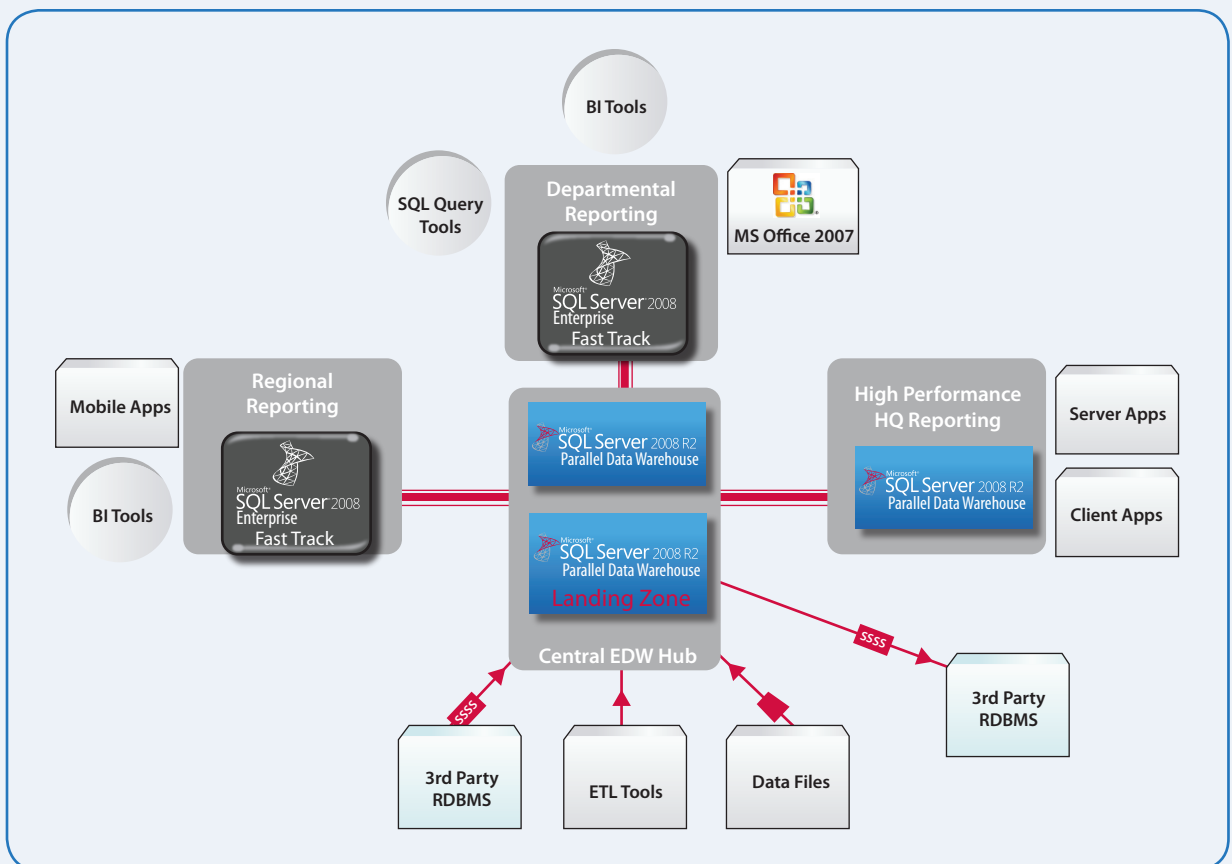 BI Tools
SQL Query
Tools
Departmental
Reporting
Microsoft®
SQL Server® 2008
Enterprise
Fast Track
MS Office 2007
Mobile Apps
BI Tools
Regional
Reporting
Microsoft®
SQL Server® 2008
Enterprise
Fast Track
Microsoft®
SQL Server® 2008 R2
Parallel Data Warehouse
Microsoft®
SQL Server® 2008 R2
Parallel Data Warehouse
Landing Zone
Central EDW Hub
High Performance
HQ Reporting
Microsoft®
SQL Server® 2008 R2
Parallel Data Warehouse
Server Apps
Client Apps
SSSS
3rd Party
RDBMS
SSSS
3rd Party
RDBMS
ETL Tools
Data Files